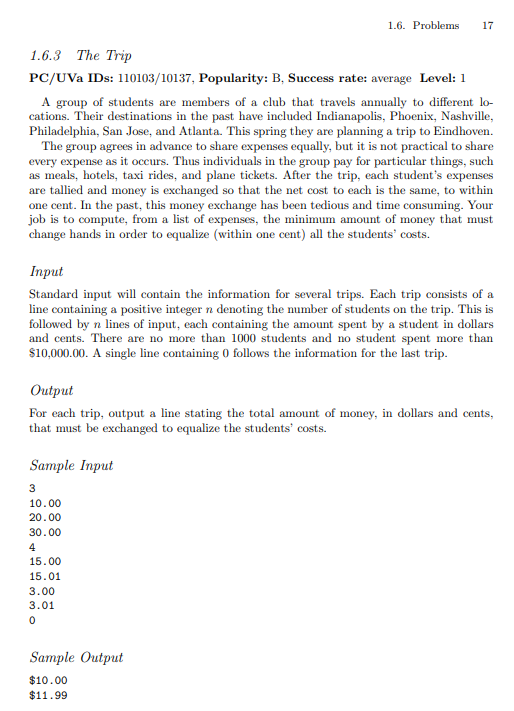 1.6. Problems 17
1.6.3 The Trip
PC/UVa IDs: 110103/10137, Popularity: B, Success rate: average Level: 1
A group of students are members of a club that travels annually to different lo-
cations. Their destinations in the past have included Indianapolis, Phoenix, Nashville,
Philadelphia, San Jose, and Atlanta. This spring they are planning a trip to Eindhoven.
The group agrees in advance to share expenses equally, but it is not practical to share
every expense as it occurs. Thus individuals in the group pay for particular things, such
as meals, hotels, taxi rides, and plane tickets. After the trip, each student's expenses
are tallied and money is exchanged so that the net cost to each is the same, to within
one cent. In the past, this money exchange has been tedious and time consuming. Your
job is to compute, from a list of expenses, the minimum amount of money that must
change hands in order to equalize (within one cent) all the students' costs.
Input
Standard input will contain the information for several trips. Each trip consists of a
line containing a positive integer n denoting the number of students on the trip. This is
followed by n lines of input, each containing the amount spent by a student in dollars
and cents. There are no more than 1000 students and no student spent more than
$10,000.00. A single line containing 0 follows the information for the last trip.
Output
For each trip, output a line stating the total amount of money, in dollars and cents,
that must be exchanged to equalize the students' costs.
Sample Input
3
10.00
20.00
30.00
4
15.00
15.01
3.00
3.01
0
Sample Output
$10.00
$11.99